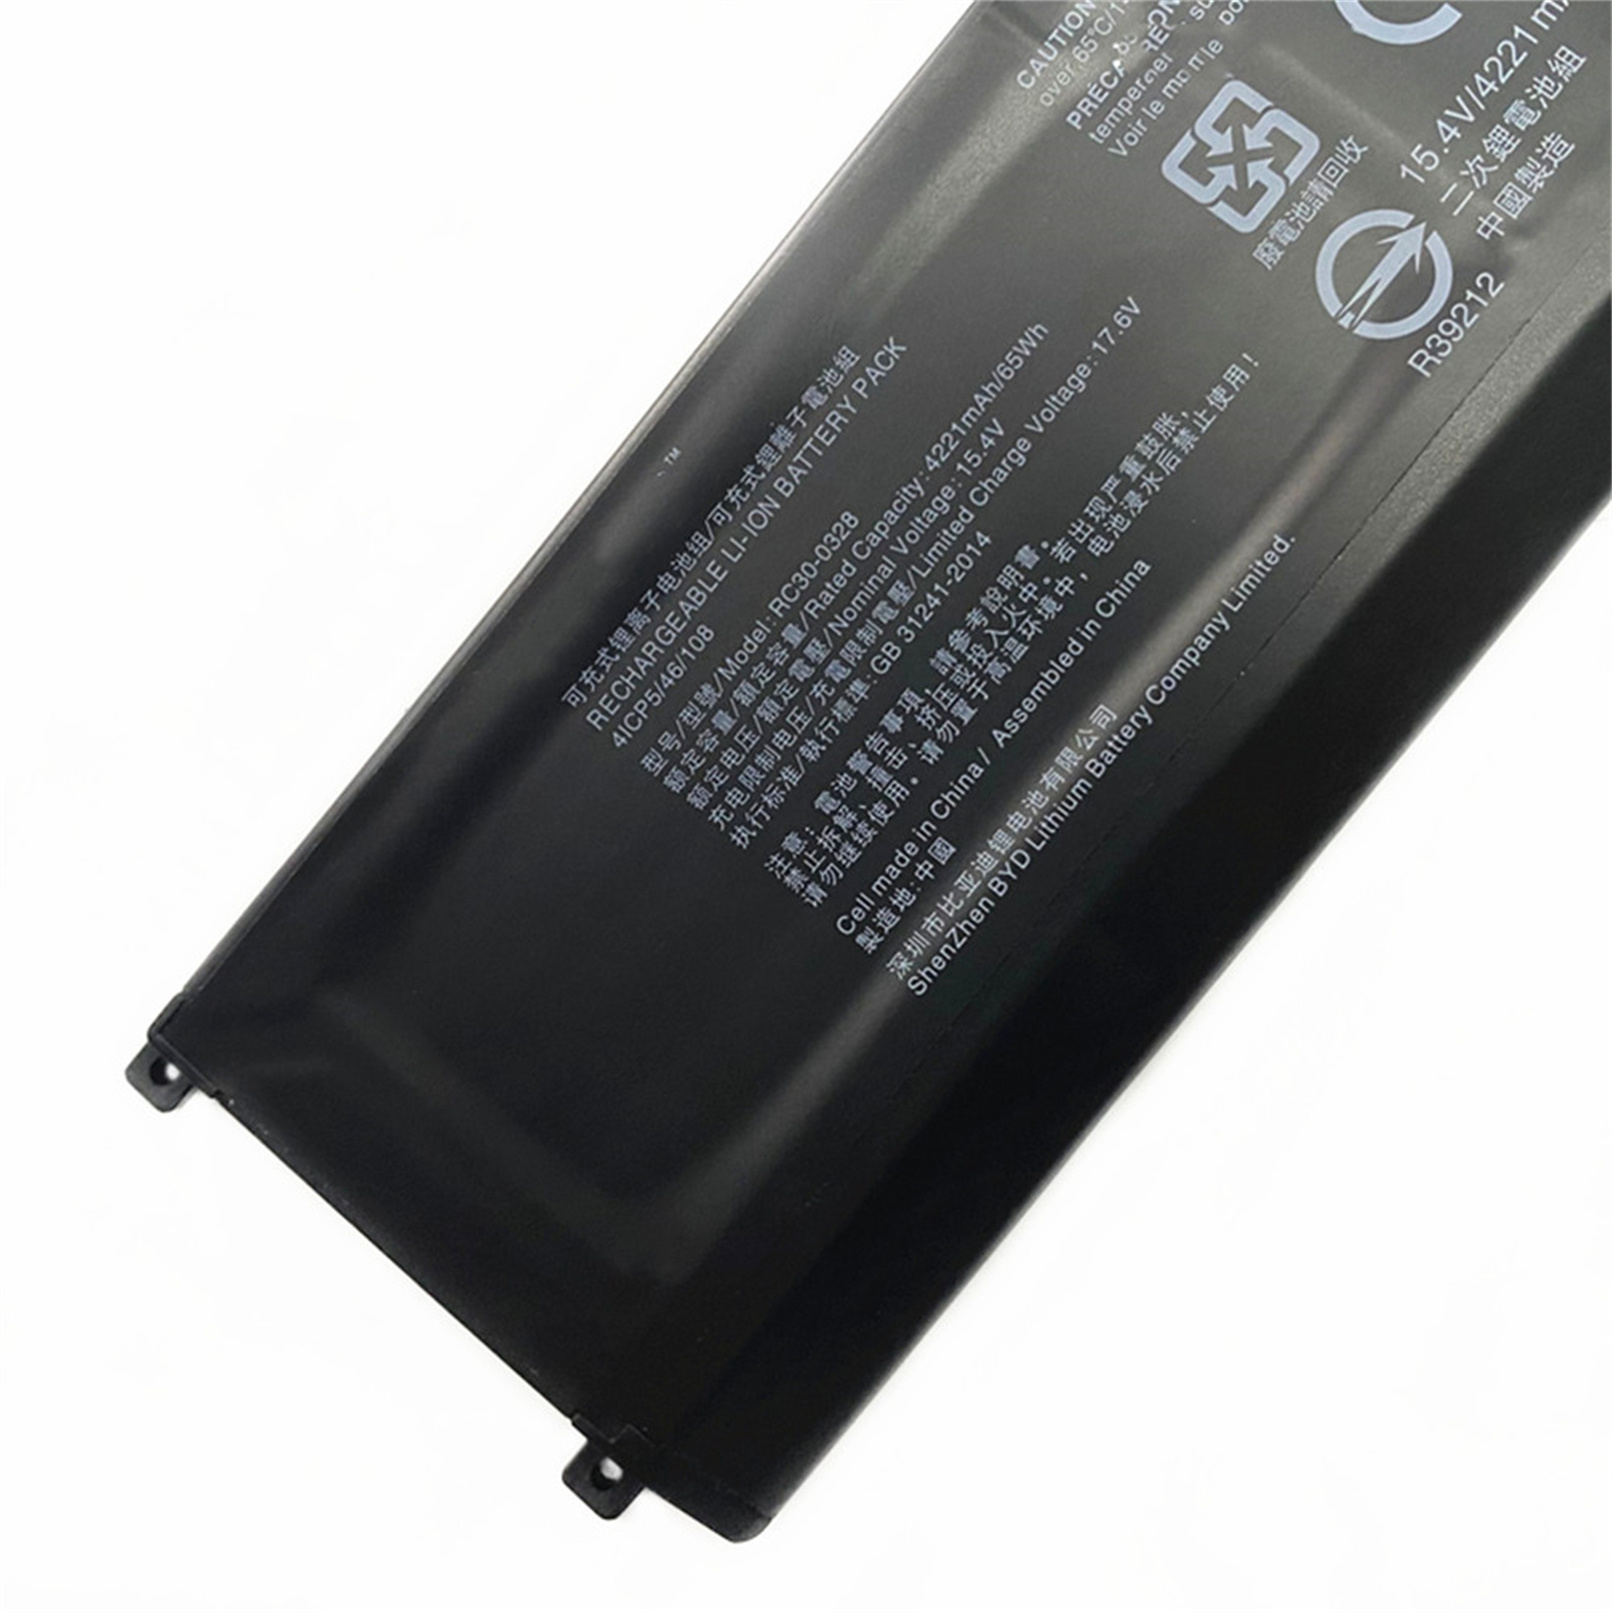 CAUTION
over 65°C/1
PRÉCA
temper
Voir le
廢電池請回收
15.4V/4221m
二次鋰電池組
中國製造
R39212
™
可充式锂离子电池组/可充式鋰離子電池組
RECHARGEABLE LI-ION BATTERY PACK
4ICP5/46/108
型号/型號/Model: RC30-0328
额定容量/額定容量/Rated Capacity: 4221mAh/65Wh
额定电压/額定電壓/Nominal Voltage: 15.4V
充电限制电压/充電限制電壓/Limited Charge Voltage: 17.6V
执行标准/執行標準: GB 31241-2014
注意: 電池警告事項, 請參考說明書。
禁止拆解、撞击、挤压或投入火中。若出现严重鼓胀,
请勿继续使用。请勿置于高温环境中, 电池浸水后禁止使用!
Cell made in China / Assembled in China
製造地: 中國
深圳市比亚迪锂电池有限公司
ShenZhen BYD Lithium Battery Company Limited.